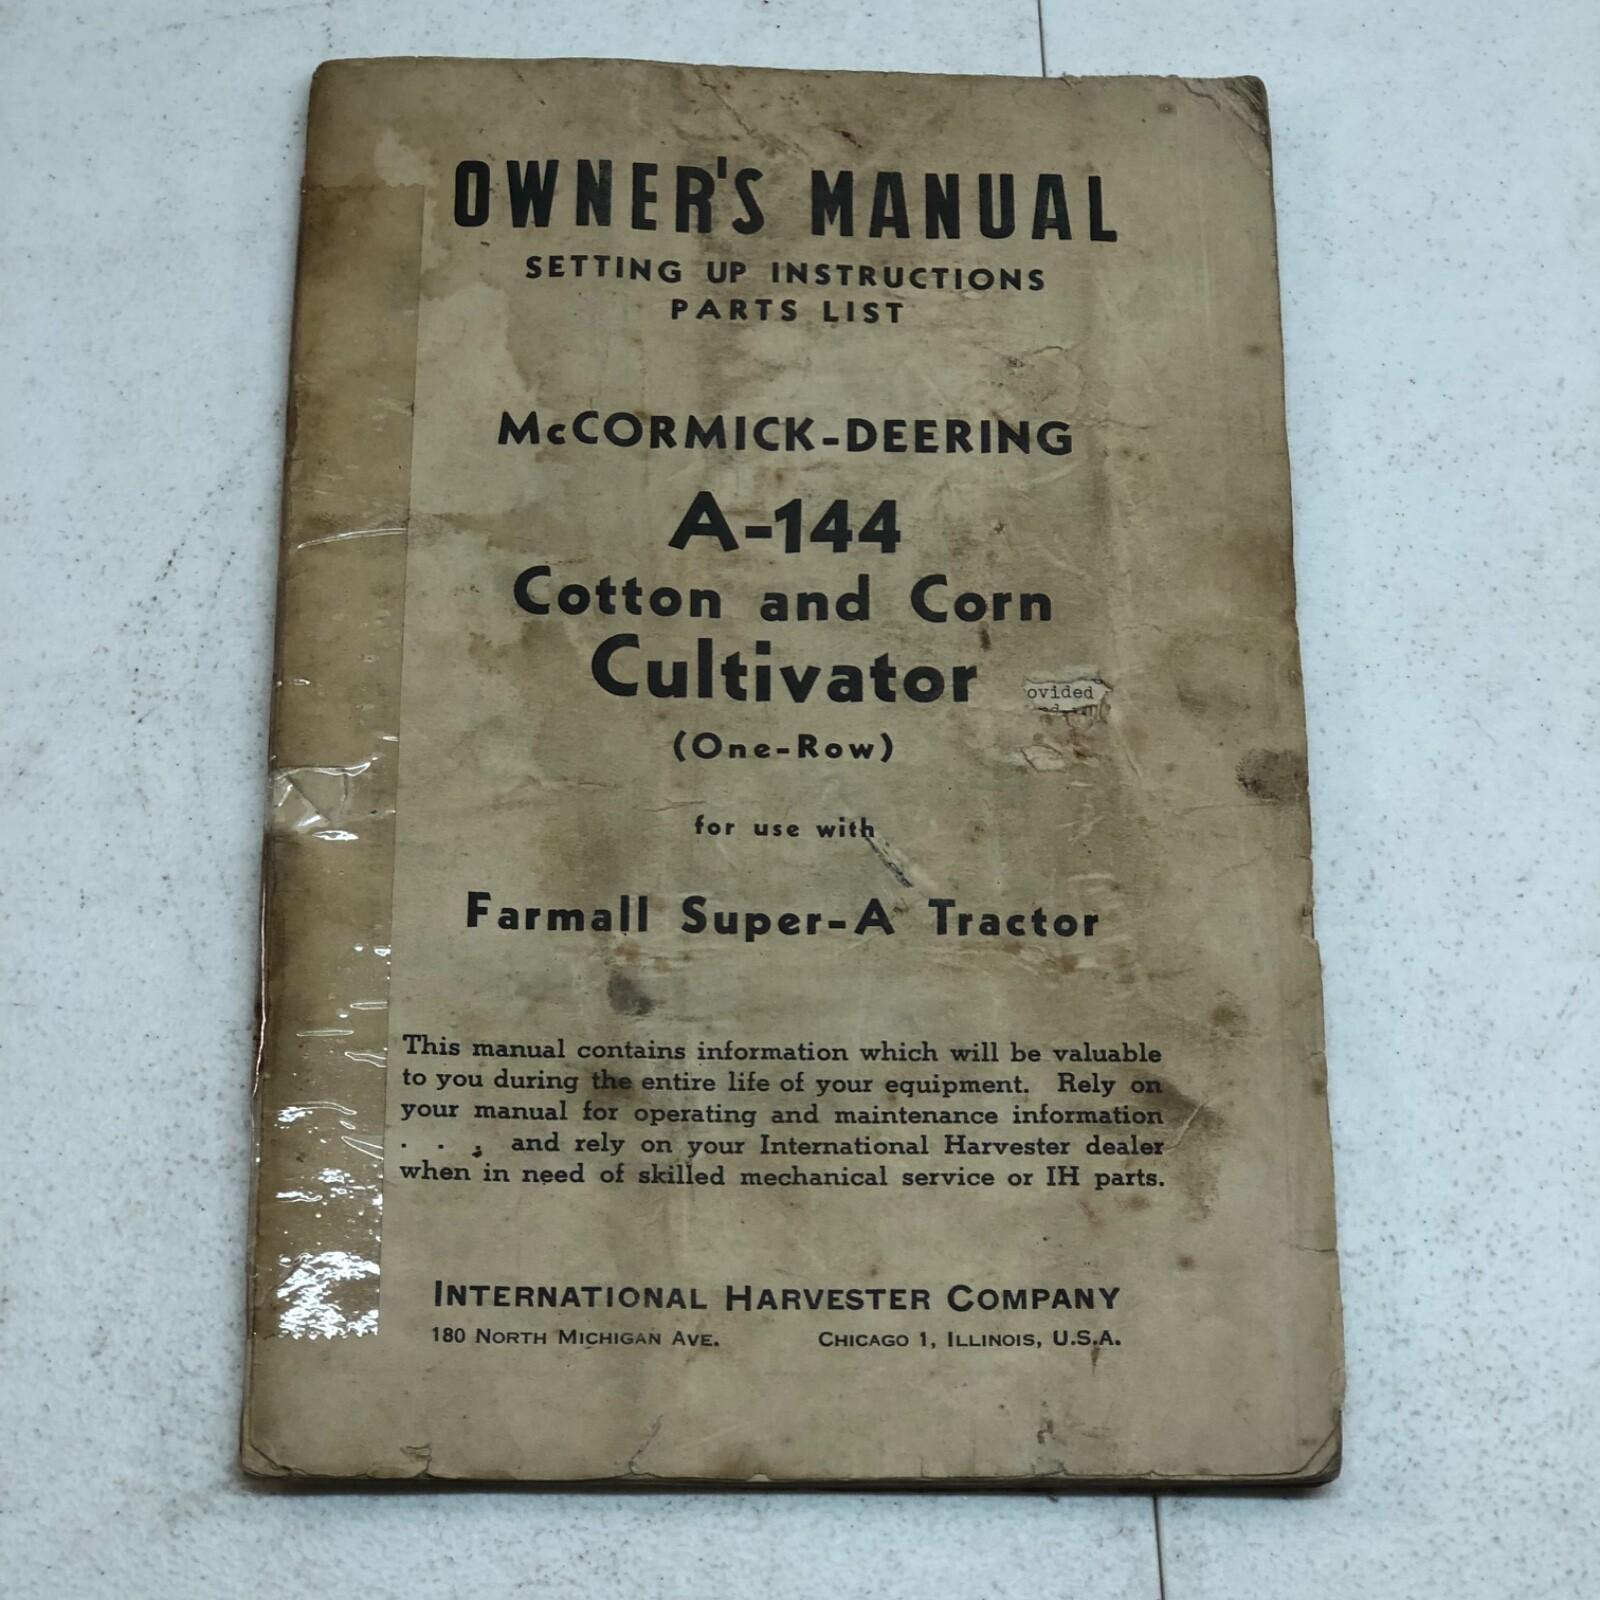 OWNER'S MANUAL
SETTING UP INSTRUCTIONS
PARTS LIST
McCORMICK-DEERING
A-144
Cotton and Corn
Cultivator
ovided
(One-Row)
for use with
Farmall Super-A Tractor
This manual contains information which will be valuable
to you during the entire life of your equipment. Rely on
your manual for operating and maintenance information
. . . and rely on your International Harvester dealer
when in need of skilled mechanical service or IH parts.
INTERNATIONAL HARVESTER COMPANY
180 NORTH MICHIGAN AVE. CHICAGO 1, ILLINOIS, U.S.A.